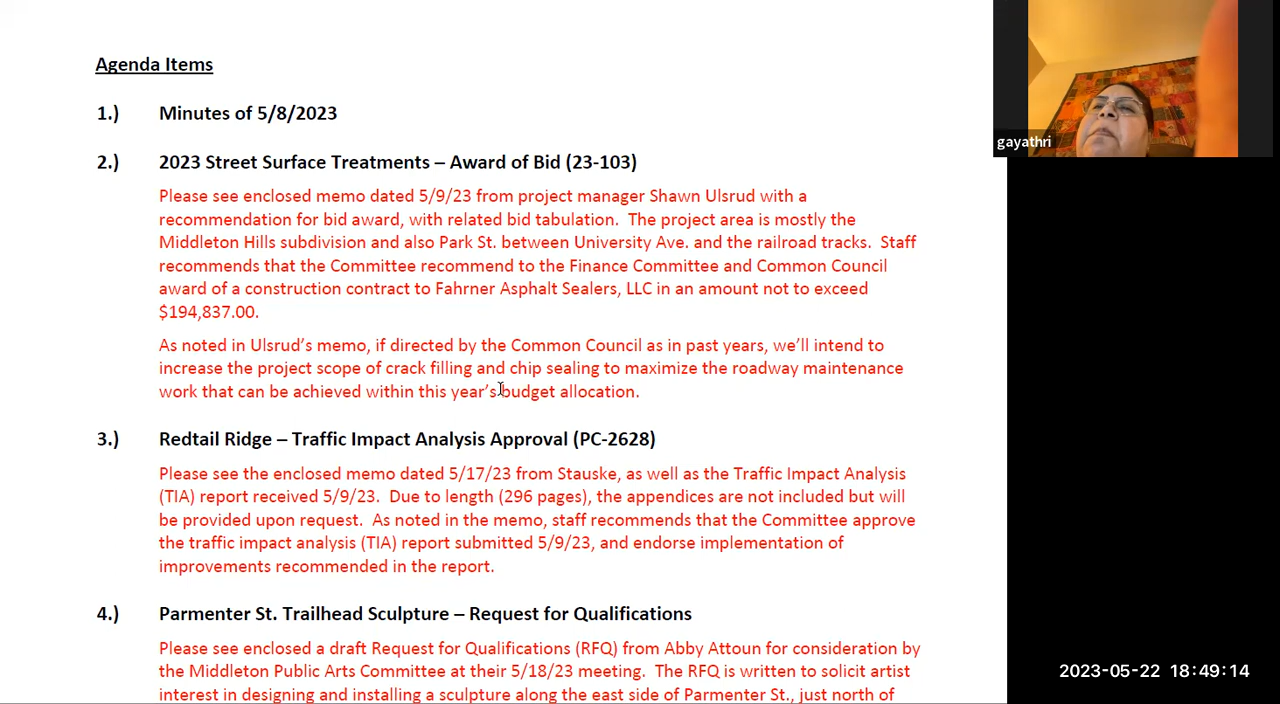 Agenda Items
1.) Minutes of 5/8/2023
2.) 2023 Street Surface Treatments – Award of Bid (23-103)
Please see enclosed memo dated 5/9/23 from project manager Shawn Ulsrud with a
recommendation for bid award, with related bid tabulation.  The project area is mostly the
Middleton Hills subdivision and also Park St. between University Ave. and the railroad tracks.  Staff
recommends that the Committee recommend to the Finance Committee and Common Council
award of a construction contract to Fahrner Asphalt Sealers, LLC in an amount not to exceed
$194,837.00.
As noted in Ulsrud’s memo, if directed by the Common Council as in past years, we’ll intend to
increase the project scope of crack filling and chip sealing to maximize the roadway maintenance
work that can be achieved within this year’s budget allocation.
3.) Redtail Ridge – Traffic Impact Analysis Approval (PC-2628)
Please see the enclosed memo dated 5/17/23 from Stauske, as well as the Traffic Impact Analysis
(TIA) report received 5/9/23.  Due to length (296 pages), the appendices are not included but will
be provided upon request.  As noted in the memo, staff recommends that the Committee approve
the traffic impact analysis (TIA) report submitted 5/9/23, and endorse implementation of
improvements recommended in the report.
4.) Parmenter St. Trailhead Sculpture – Request for Qualifications
Please see enclosed a draft Request for Qualifications (RFQ) from Abby Attoun for consideration by
the Middleton Public Arts Committee at their 5/18/23 meeting.  The RFQ is written to solicit artist
interest in designing and installing a sculpture along the east side of Parmenter St., just north of
gayathri
2023-05-22 18:49:14